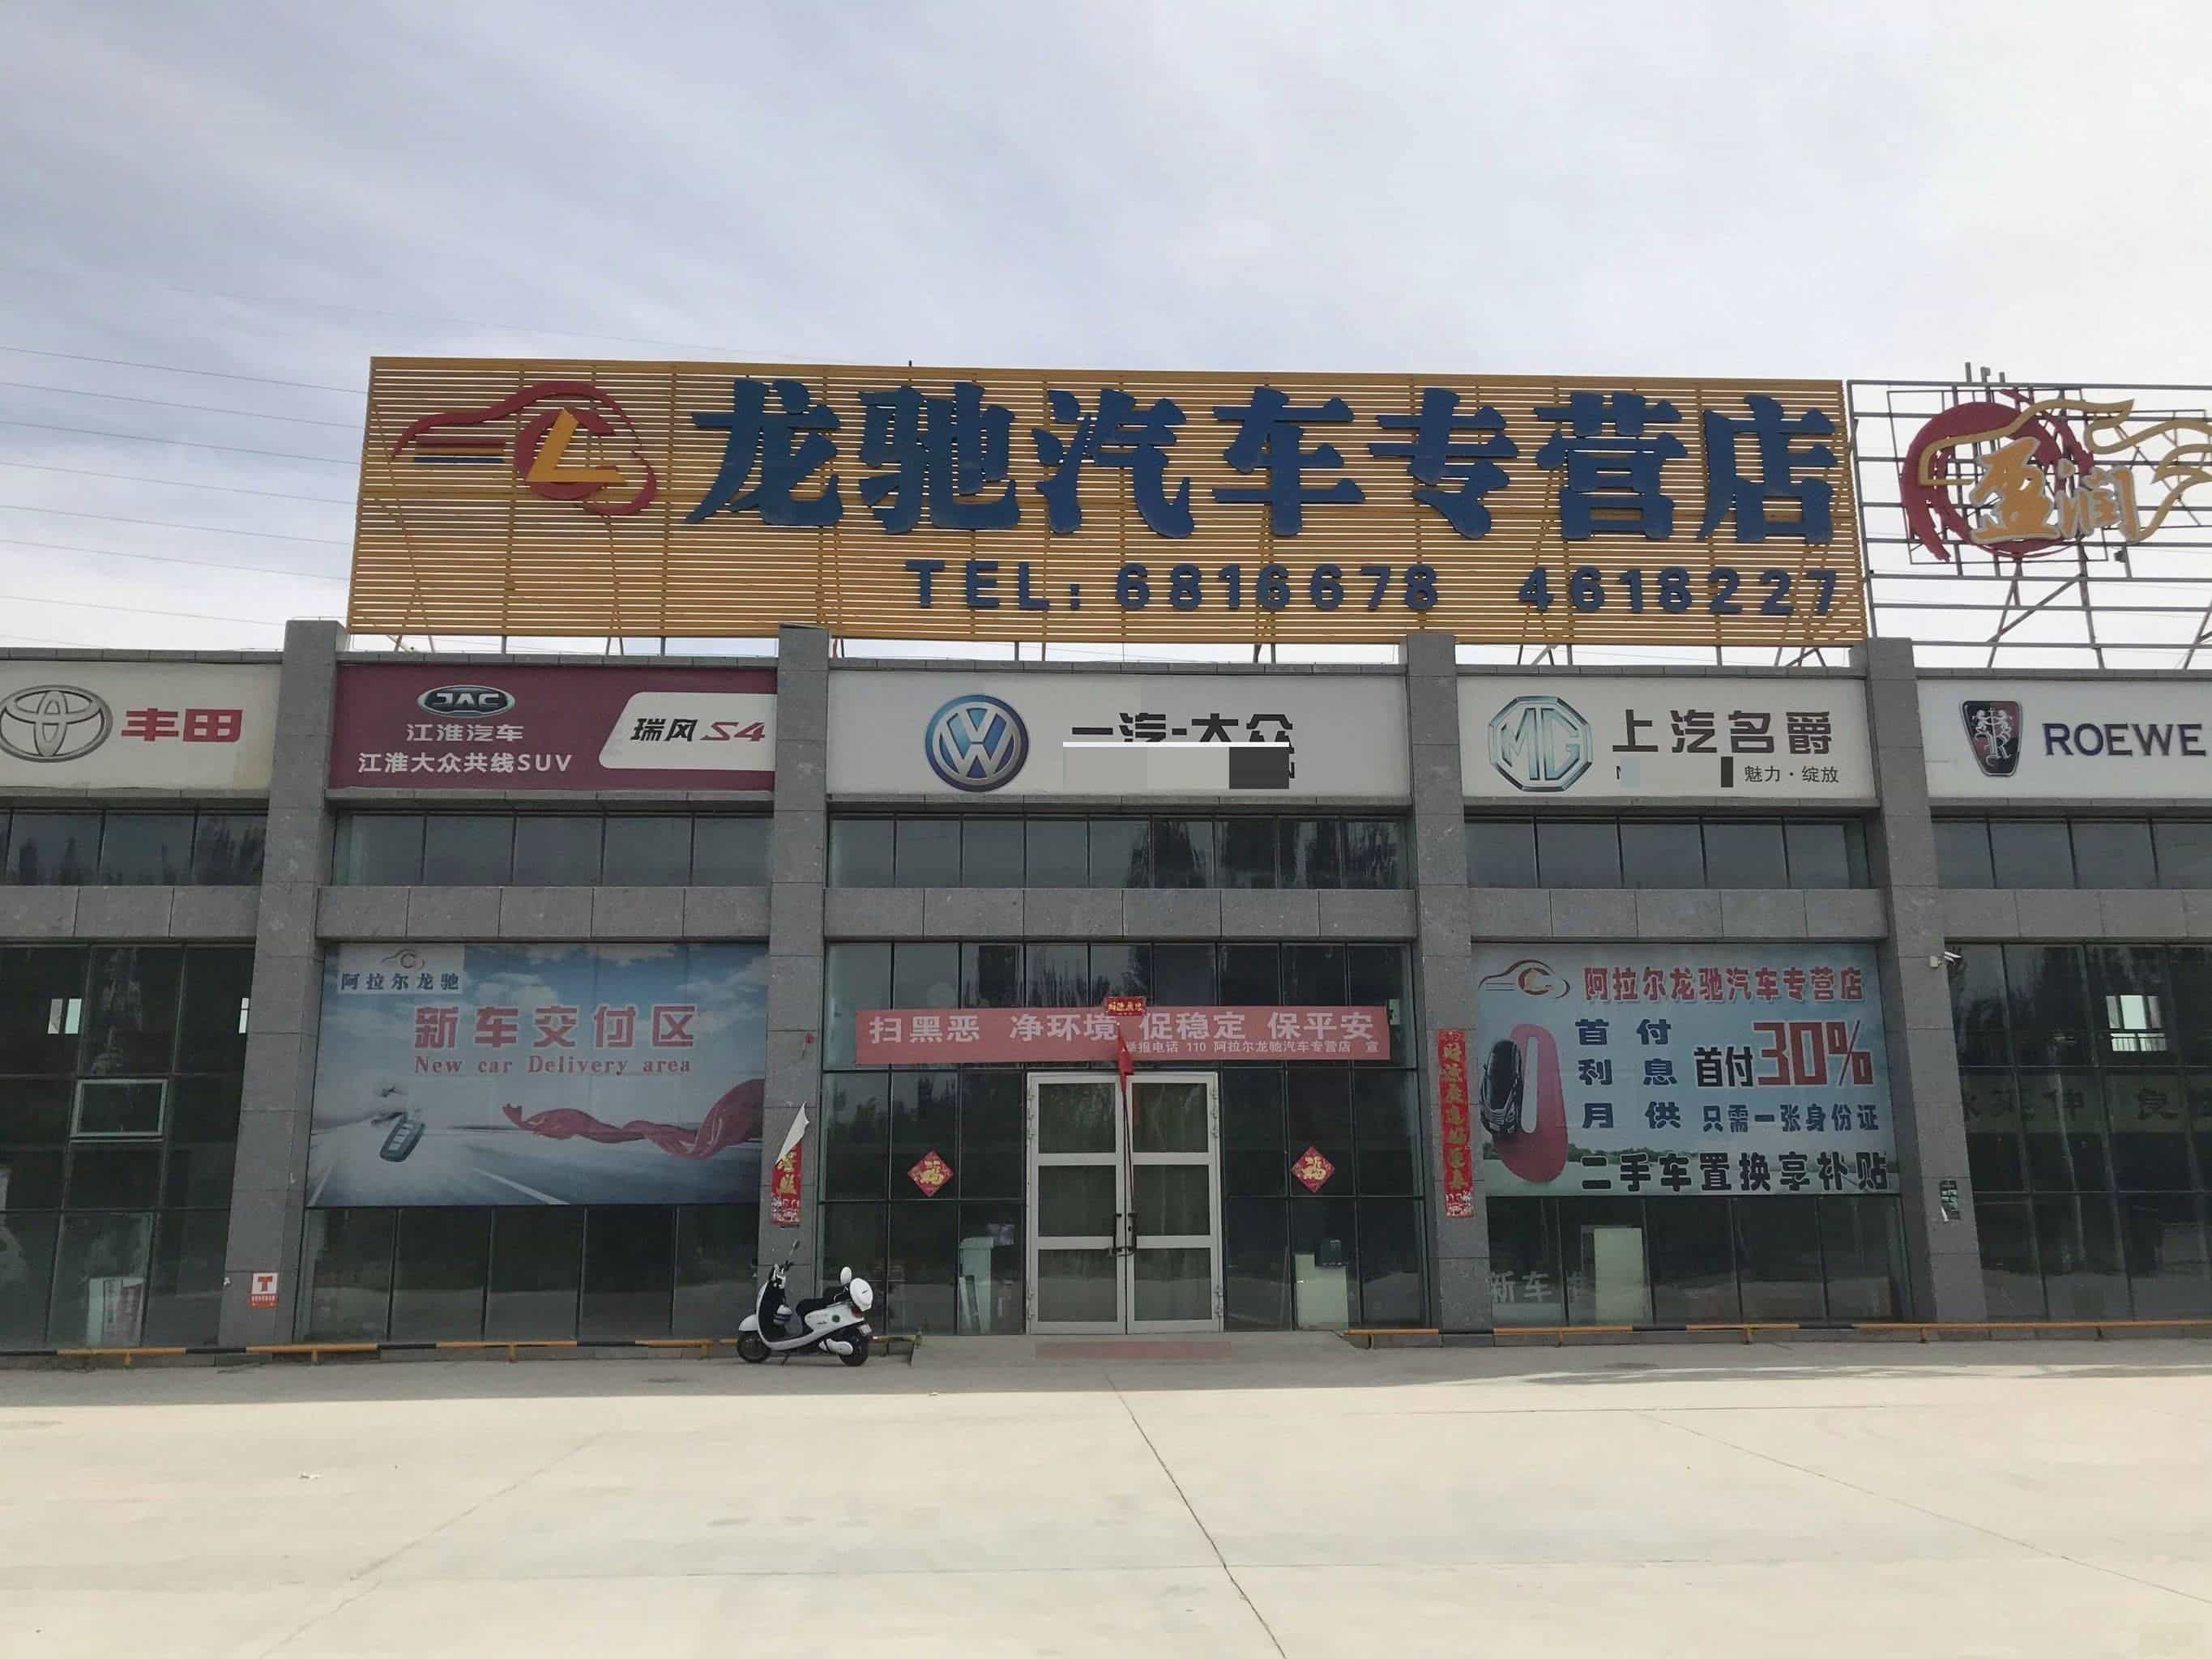 龙驰汽车专营店
TEL: 6816678 4618227
盈润
丰田
JAC
江淮汽车
江淮大众共线SUV
瑞风S4
一汽-大众
MG
上汽名爵
魅力·绽放
ROEWE
阿拉尔龙驰
新车交付区
New car Delivery area
扫黑恶 净环境 促稳定 保平安
举报电话 110 阿拉尔龙驰汽车专营店 宣
福
福
阿拉尔龙驰汽车专营店
首付
利息
月供
0
首付30%
只需一张身份证
二手车置换享补贴
新车